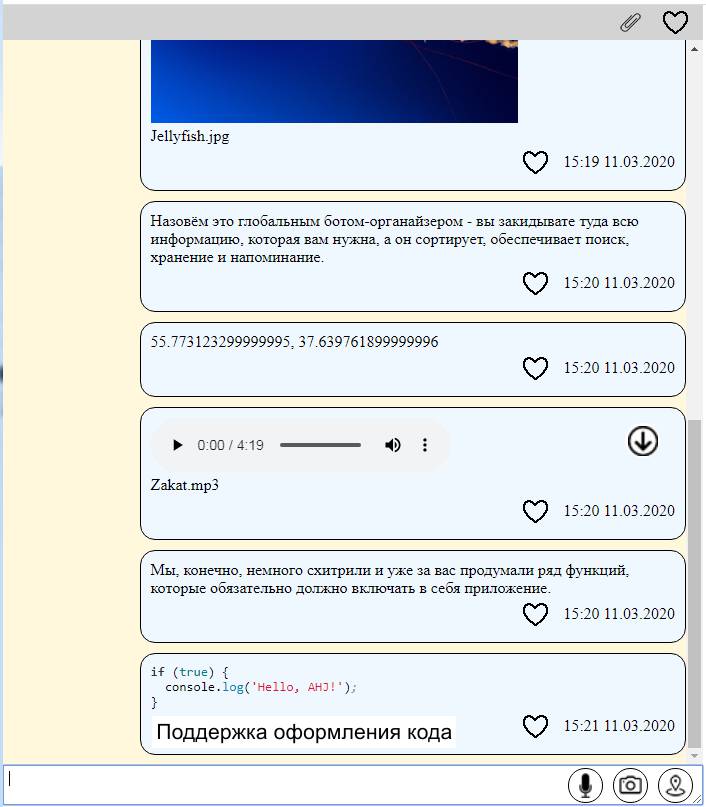 Jellyfish.jpg
15:19 11.03.2020
Назовём это глобальным ботом-органайзером - вы закидывате туда всю
информацию, которая вам нужна, а он сортирует, обеспечивает поиск,
хранение и напоминание.
15:20 11.03.2020
55.773123299999995, 37.639761899999996
15:20 11.03.2020
0:00 / 4:19
Zakat.mp3
15:20 11.03.2020
Мы, конечно, немного схитрили и уже за вас продумали ряд функций,
которые обязательно должно включать в себя приложение.
15:20 11.03.2020
if (true) {
  console.log('Hello, AHJ!');
}
Поддержка оформления кода
15:21 11.03.2020